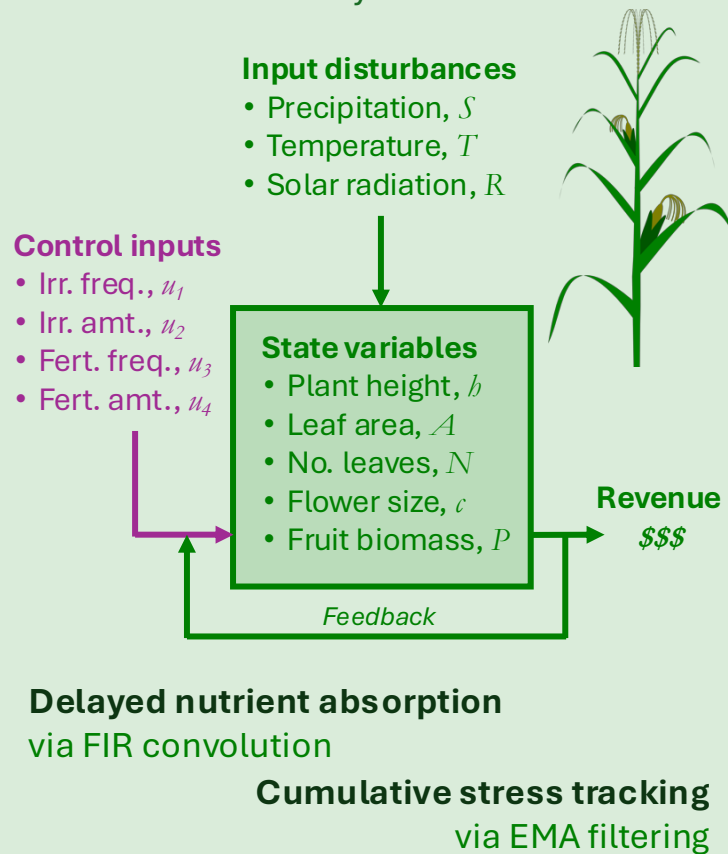 Input disturbances
• Precipitation, S
• Temperature, T
• Solar radiation, R
Control inputs
• Irr. freq., u₁
• Irr. amt., u₂
• Fert. freq., u₃
• Fert. amt., u₄
State variables
• Plant height, h
• Leaf area, A
• No. leaves, N
• Flower size, c
• Fruit biomass, P
Revenue
$$$
Feedback
Delayed nutrient absorption
via FIR convolution
Cumulative stress tracking
via EMA filtering